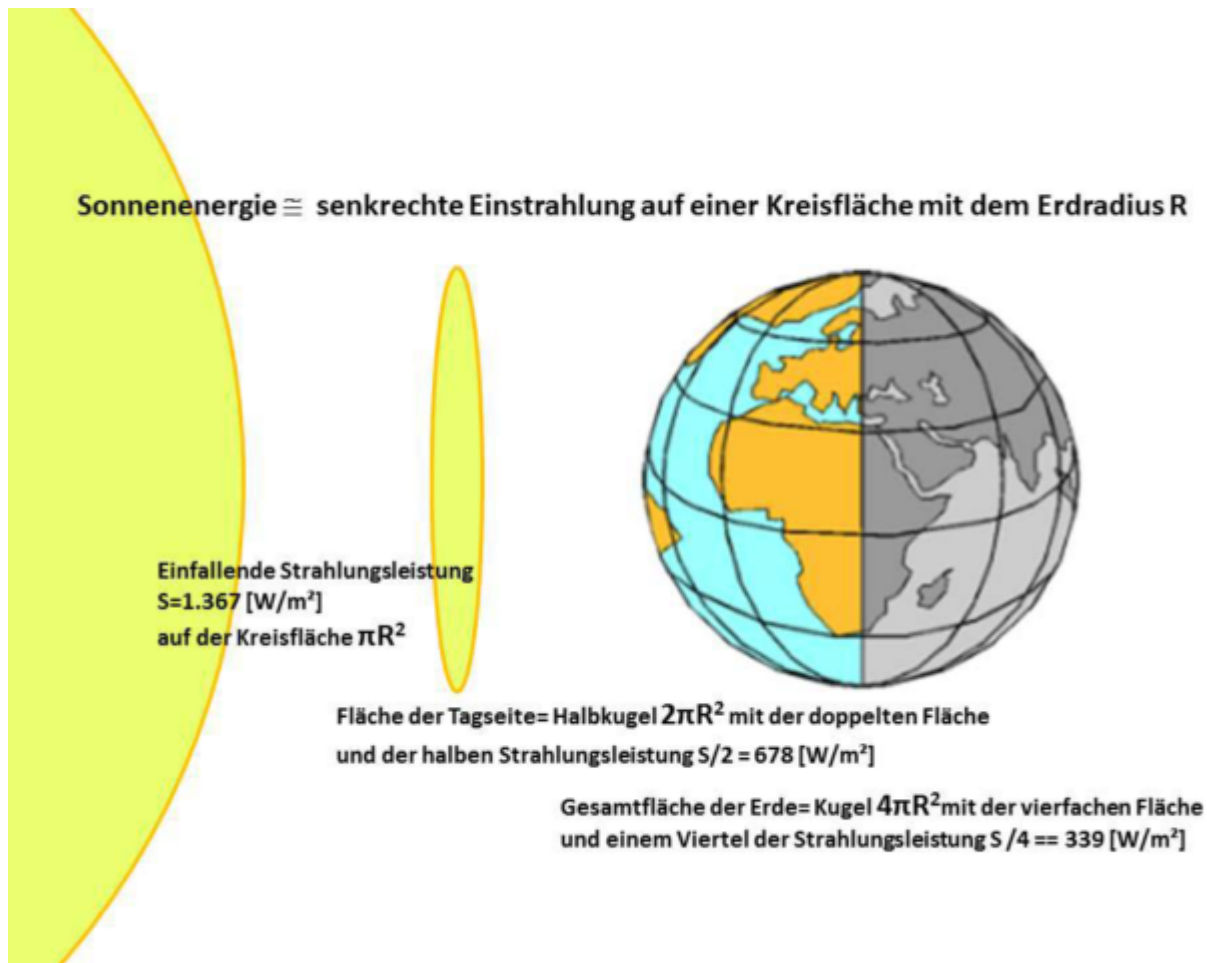 Sonnenenergie ≅ senkrechte Einstrahlung auf einer Kreisfläche mit dem Erdradius R
Einfallende Strahlungsleistung
S=1.367 [W/m²]
auf der Kreisfläche πR²
Fläche der Tagseite= Halbkugel 2πR² mit der doppelten Fläche
und der halben Strahlungsleistung S/2 = 678 [W/m²]
Gesamtfläche der Erde= Kugel 4πR² mit der vierfachen Fläche
und einem Viertel der Strahlungsleistung S /4 == 339 [W/m²]